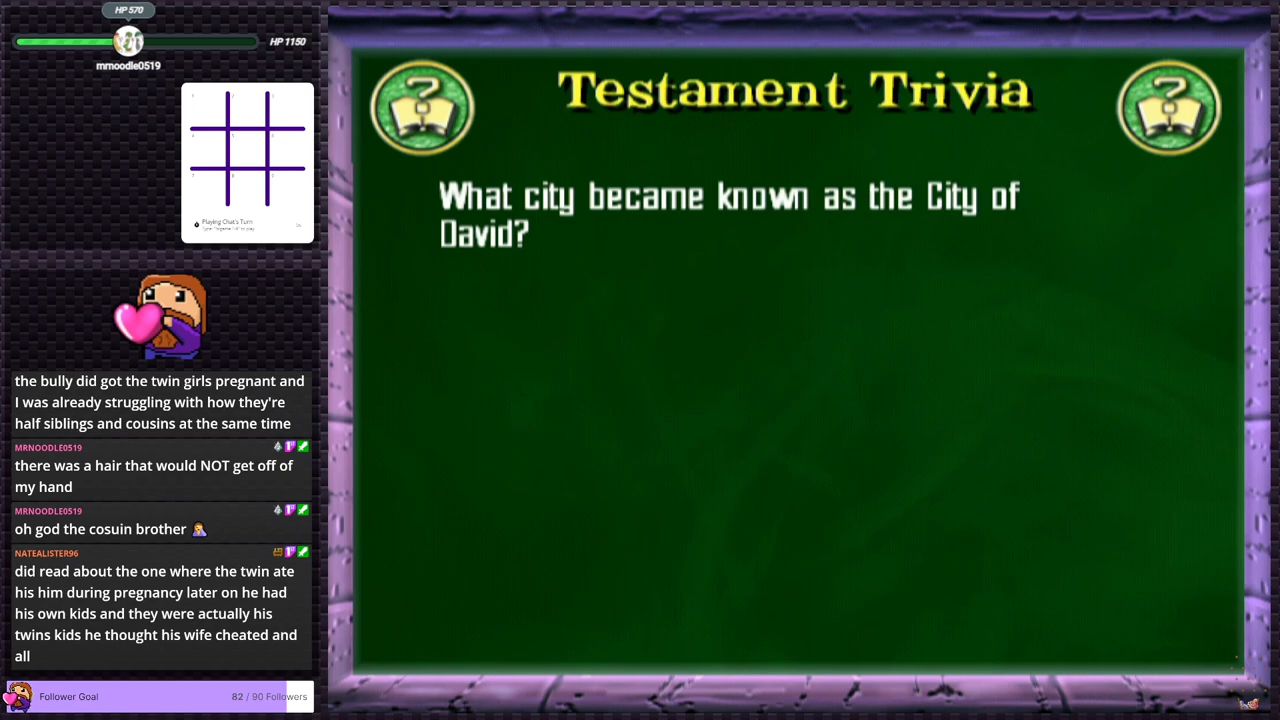 HP 570
HP 1150
mmoodle0519
Playing Chat's Turn
the bully did got the twin girls pregnant and
I was already struggling with how they're
half siblings and cousins at the same time
MRNOODLE0519
there was a hair that would NOT get off of
my hand
MRNOODLE0519
oh god the cosuin brother
NATEALISTER96
did read about the one where the twin ate
his him during pregnancy later on he had
his own kids and they were actually his
twins kids he thought his wife cheated and
all
Follower Goal
82 / 90 Followers
Testament Trivia
What city became known as the City of
David?